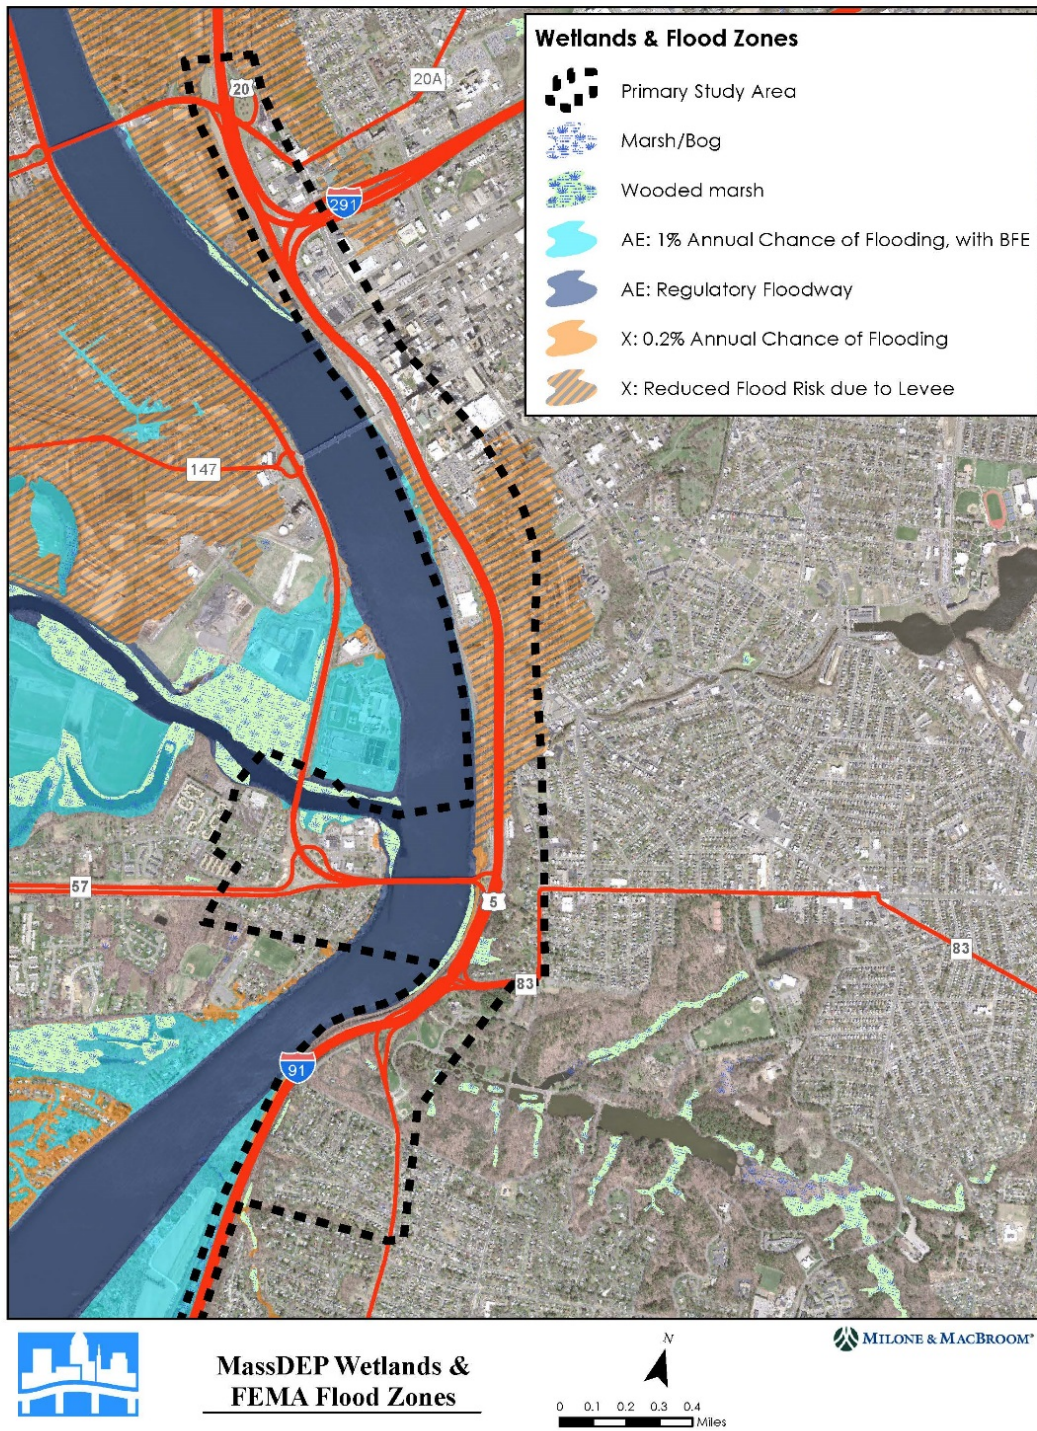 Wetlands & Flood Zones
Primary Study Area
Marsh/Bog
Wooded marsh
AE: 1% Annual Chance of Flooding, with BFE
AE: Regulatory Floodway
X: 0.2% Annual Chance of Flooding
X: Reduced Flood Risk due to Levee
20A
20
291
147
57
5
83
83
91
MassDEP Wetlands &
FEMA Flood Zones
N
0 0.1 0.2 0.3 0.4
Miles
MILONE & MACBROOM®